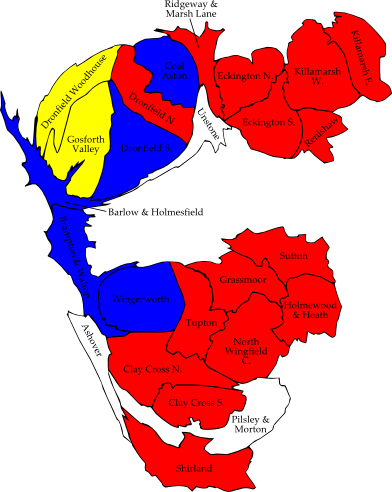 Ridgeway &
Marsh Lane
Killamarsh E.
Dronfield Woodhouse
Coal
Aston
Eckington N.
Killamarsh
W.
Dronfield N.
Unstone
Eckington S.
Renishaw
Gosforth
Valley
Dronfield S.
Barlow & Holmesfield
Brampton & Walton
Sutton
Grassmoor
Wingerworth
Holmewood
& Heath
Tupton
Ashover
North
Wingfield
C.
Clay Cross N.
Clay Cross S.
Pilsley &
Morton
Shirland